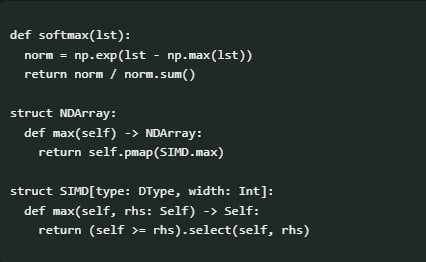 def softmax(lst):
  norm = np.exp(lst - np.max(lst))
  return norm / norm.sum()

struct NDArray:
  def max(self) -> NDArray:
    return self.pmap(SIMD.max)

struct SIMD[type: DType, width: Int]:
  def max(self, rhs: Self) -> Self:
    return (self >= rhs).select(self, rhs)